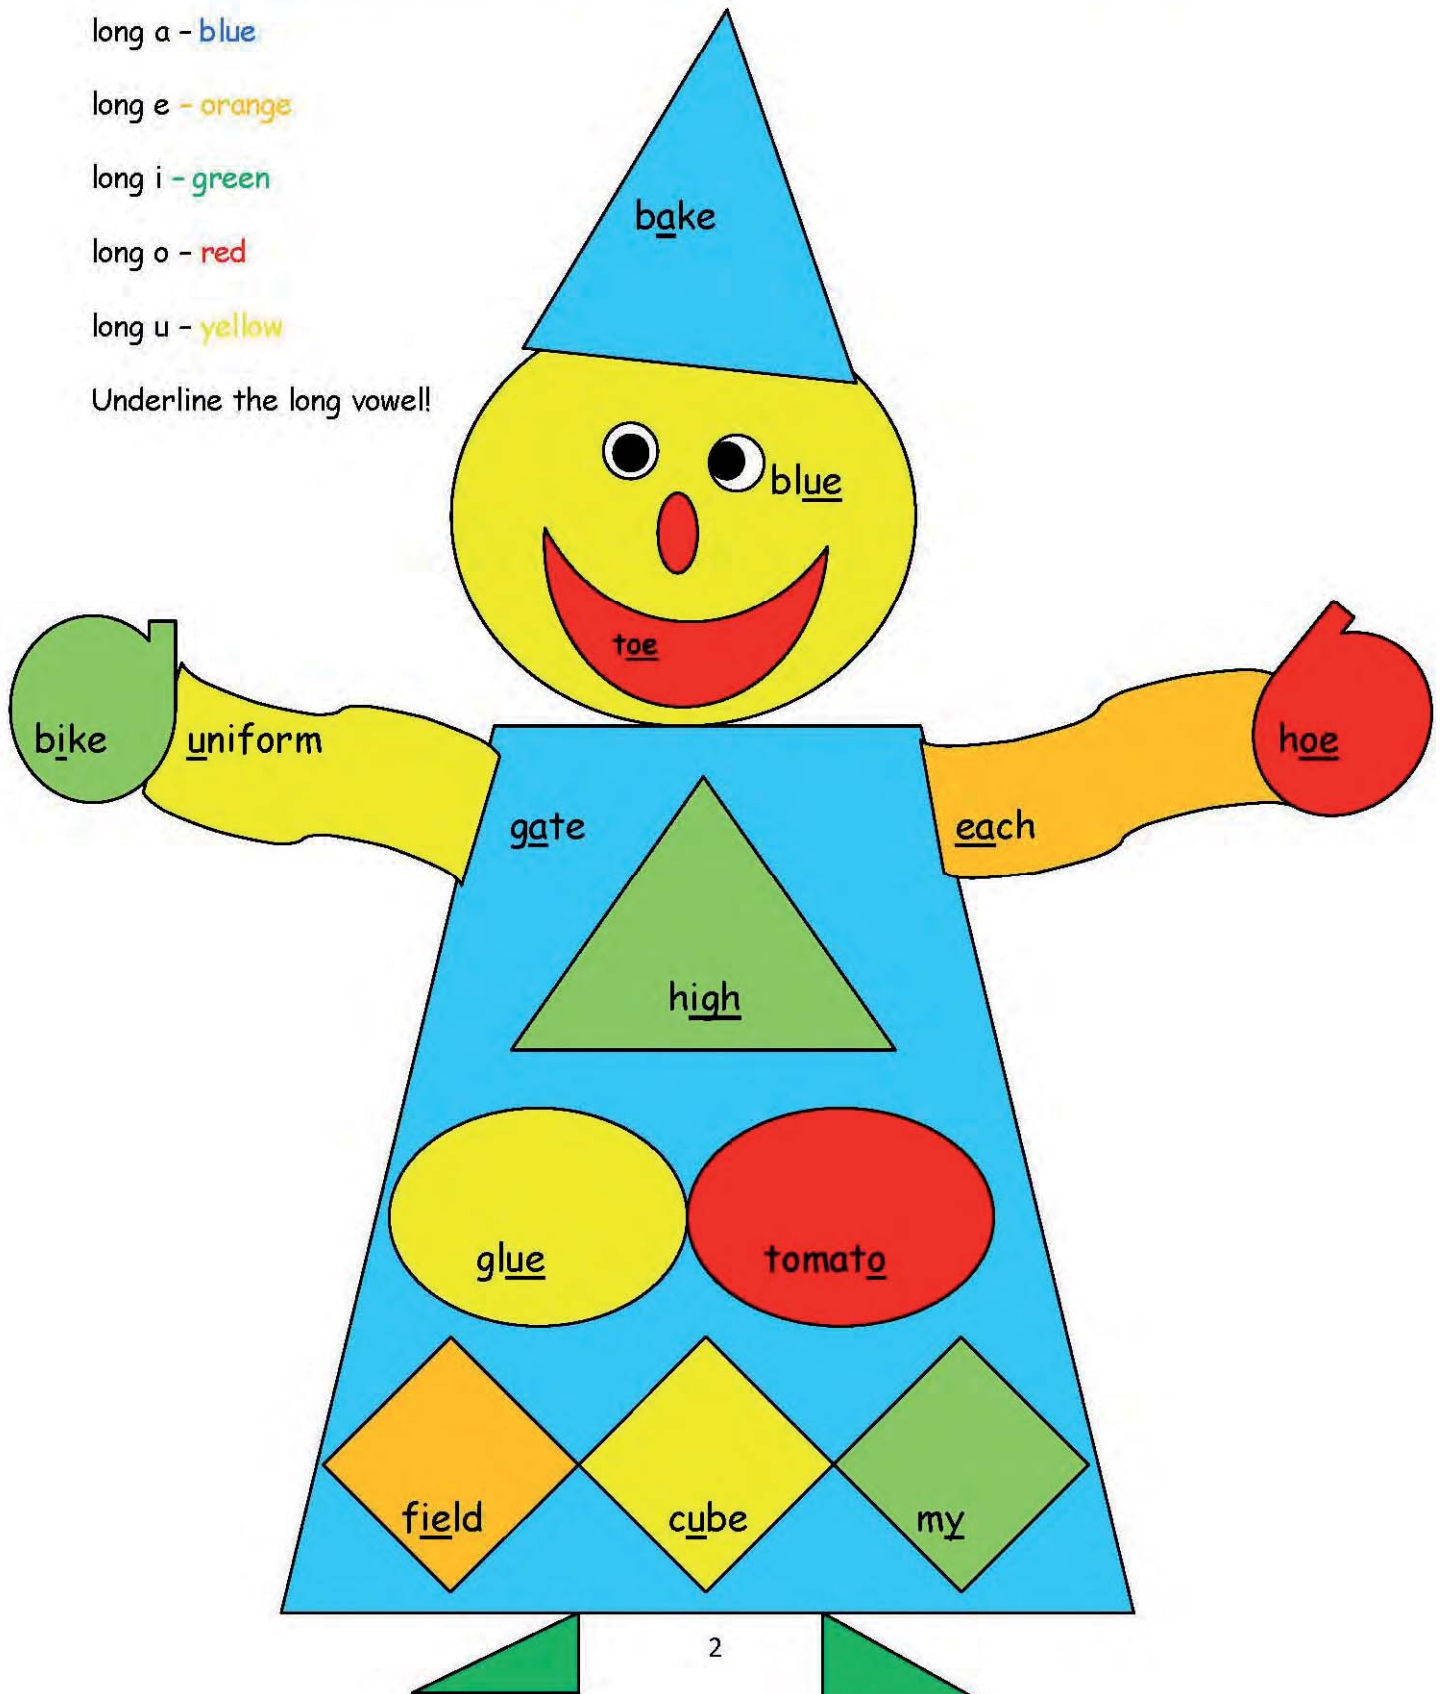 long a – blue
long e – orange
long i – green
long o – red
long u – yellow
Underline the long vowel!
bake
blue
toe
bike
uniform
hoe
gate
each
high
glue
tomato
field
cube
my
2